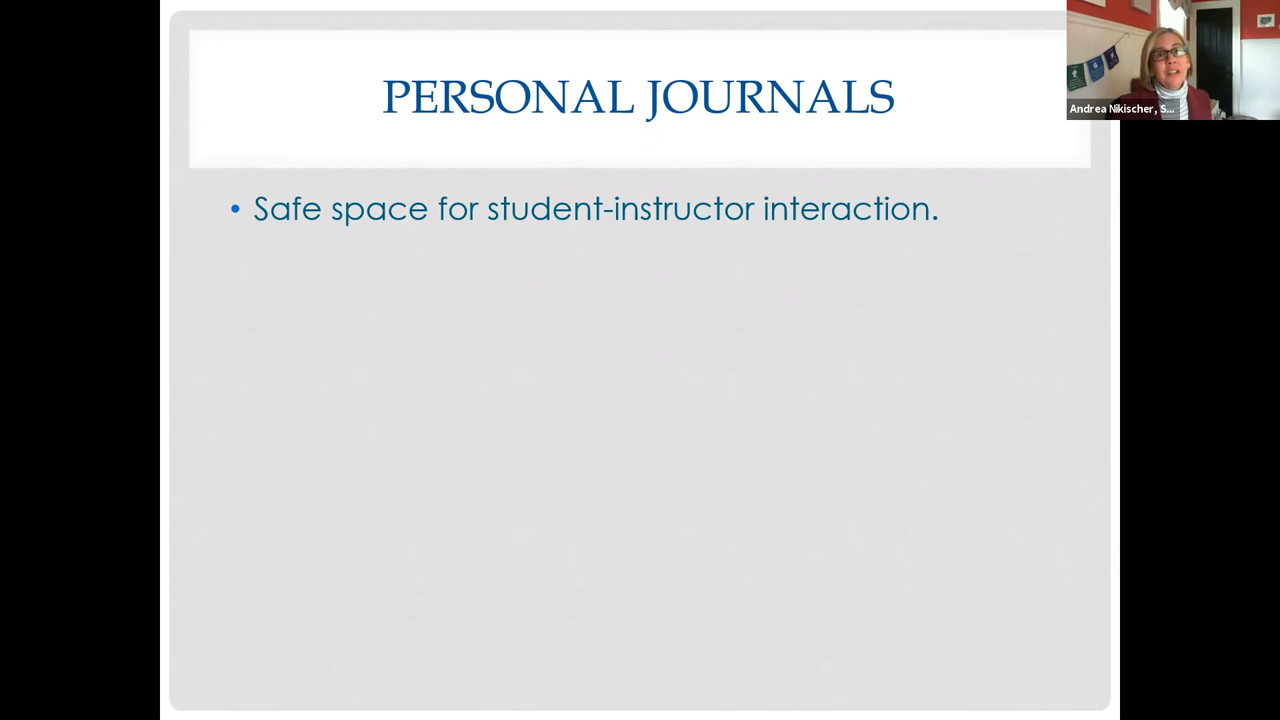 PERSONAL JOURNALS
• Safe space for student-instructor interaction.
Andrea Nikischer, S...